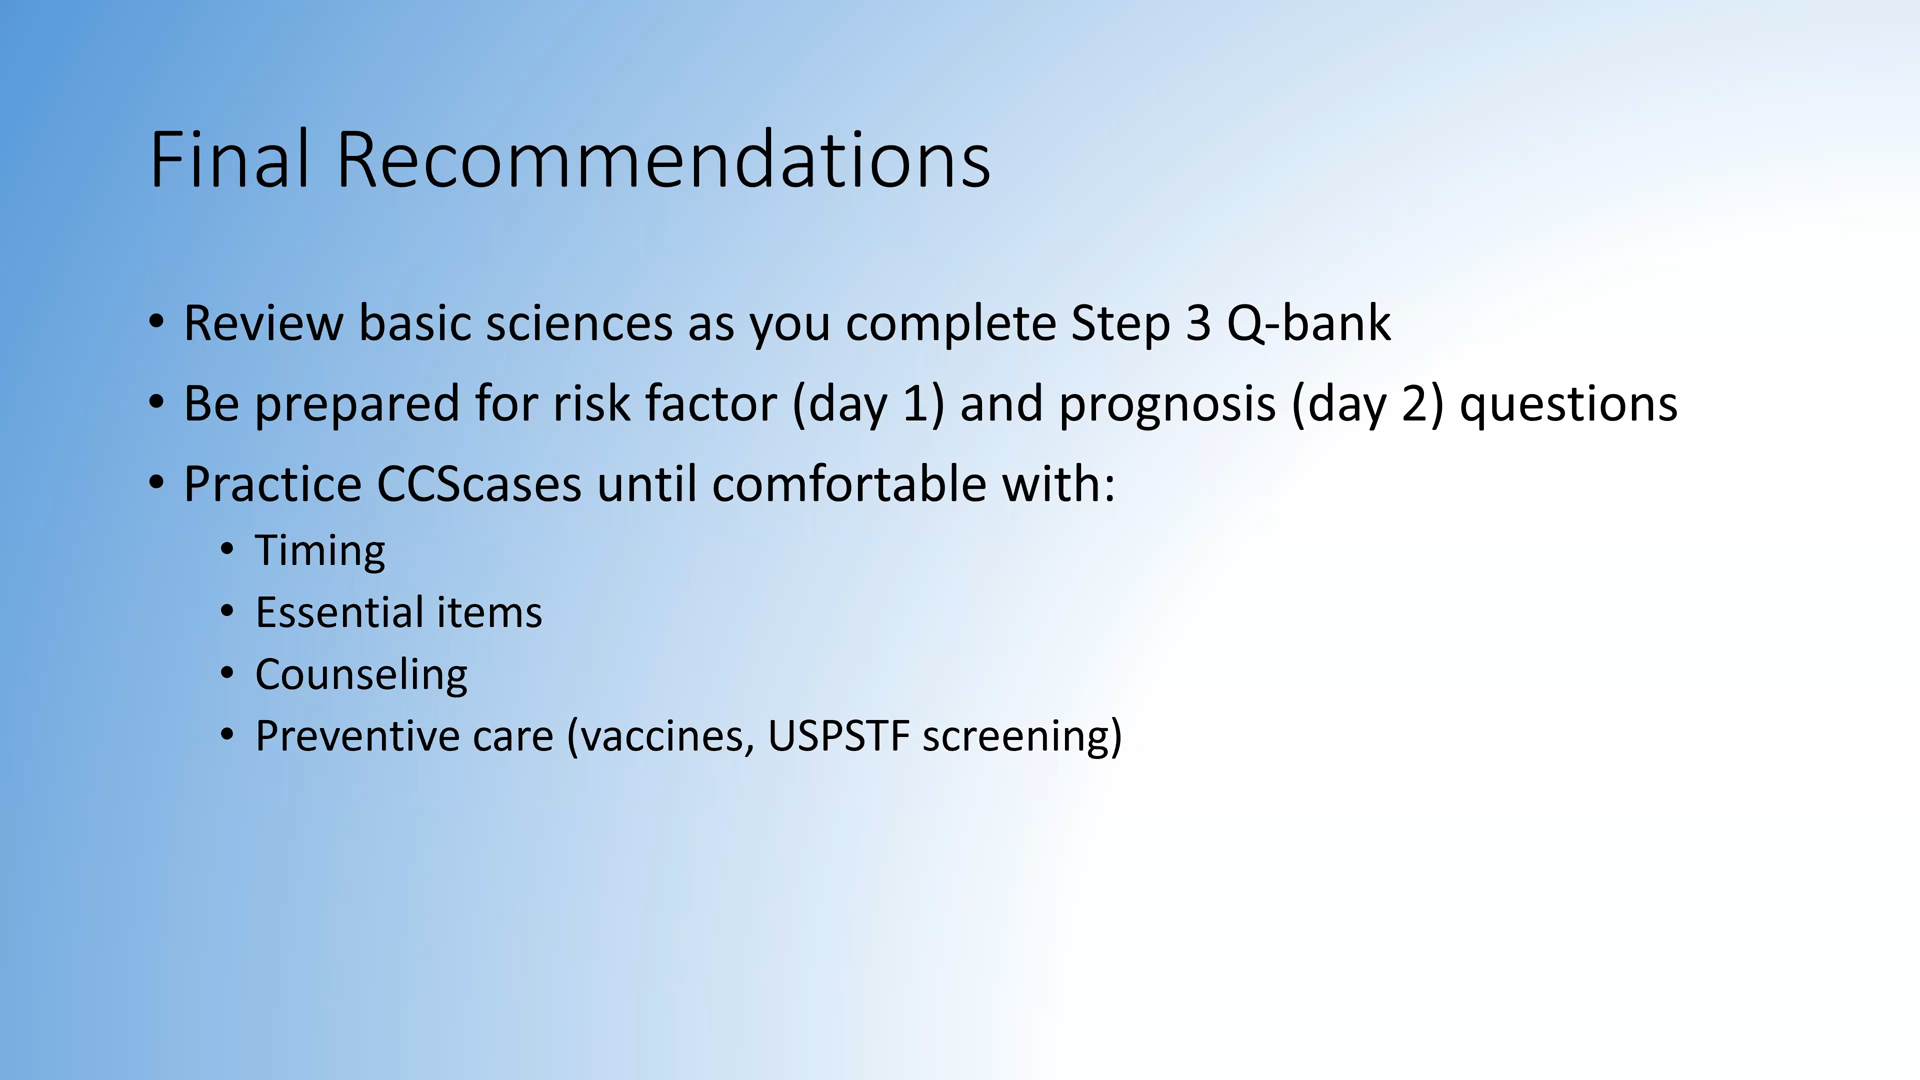 Final Recommendations
• Review basic sciences as you complete Step 3 Q-bank
• Be prepared for risk factor (day 1) and prognosis (day 2) questions
• Practice CCScases until comfortable with:
• Timing
• Essential items
• Counseling
• Preventive care (vaccines, USPSTF screening)